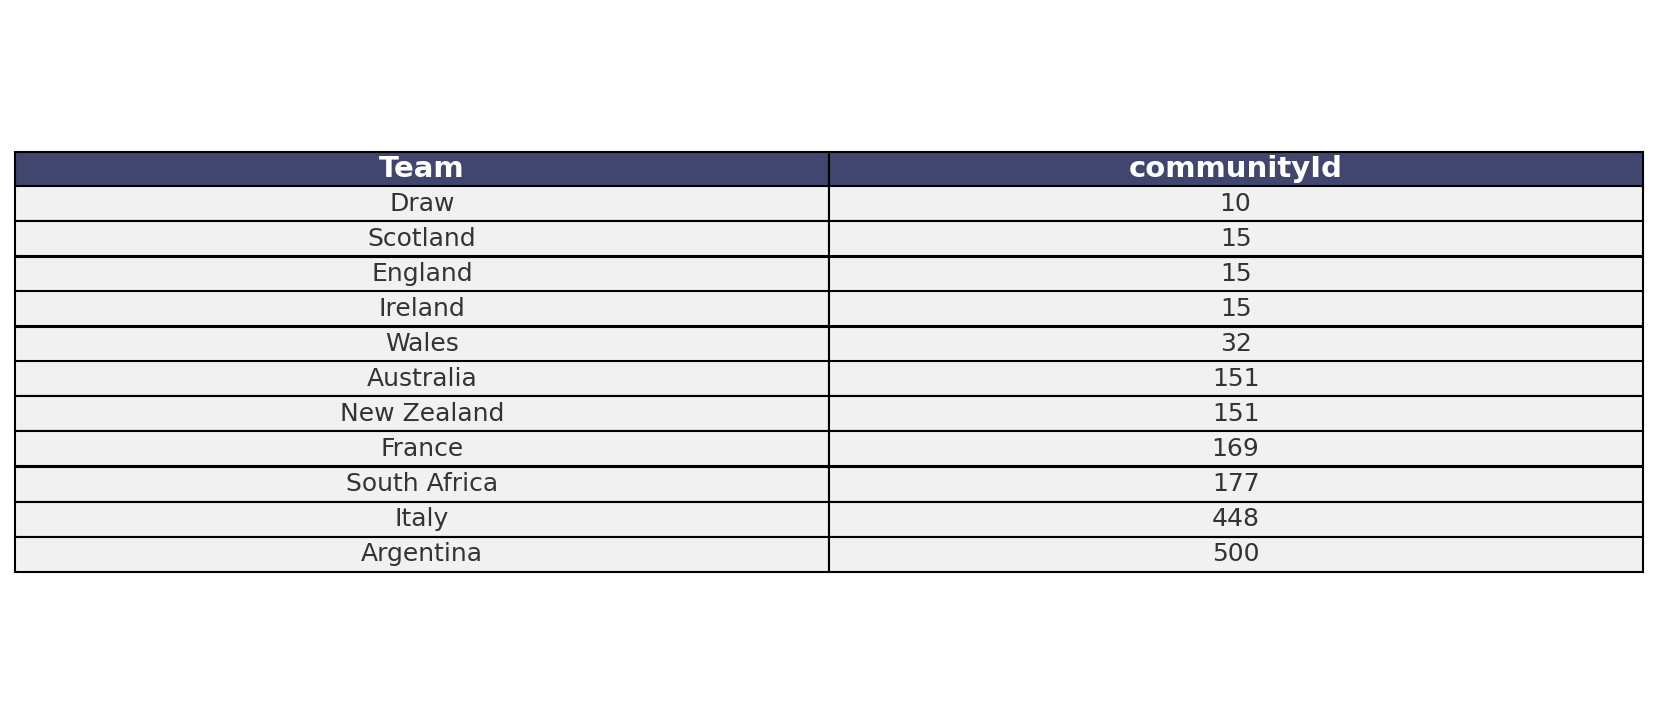 Team communityId
Draw 10
Scotland 15
England 15
Ireland 15
Wales 32
Australia 151
New Zealand 151
France 169
South Africa 177
Italy 448
Argentina 500